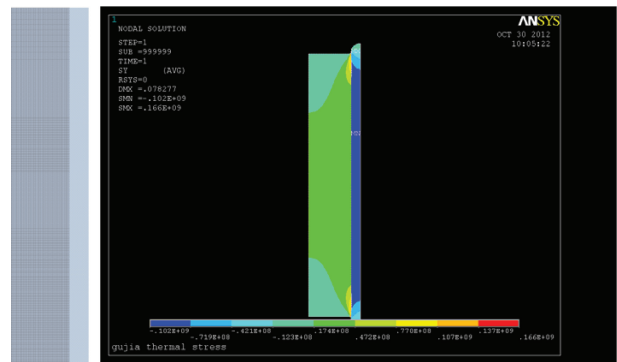 1
NODAL SOLUTION
ANSYS
OCT 30 2012
10:05:22
STEP=1
SUB =999999
TIME=1
SY (AVG)
RSYS=0
DMX =.078277
SMN =-.102E+09
SMX =.166E+09
MN
-.102E+09 -.421E+08 .174E+08 .770E+08 .137E+09
-.719E+08 -.123E+08 .472E+08 .107E+09 .166E+09
gujia thermal stress